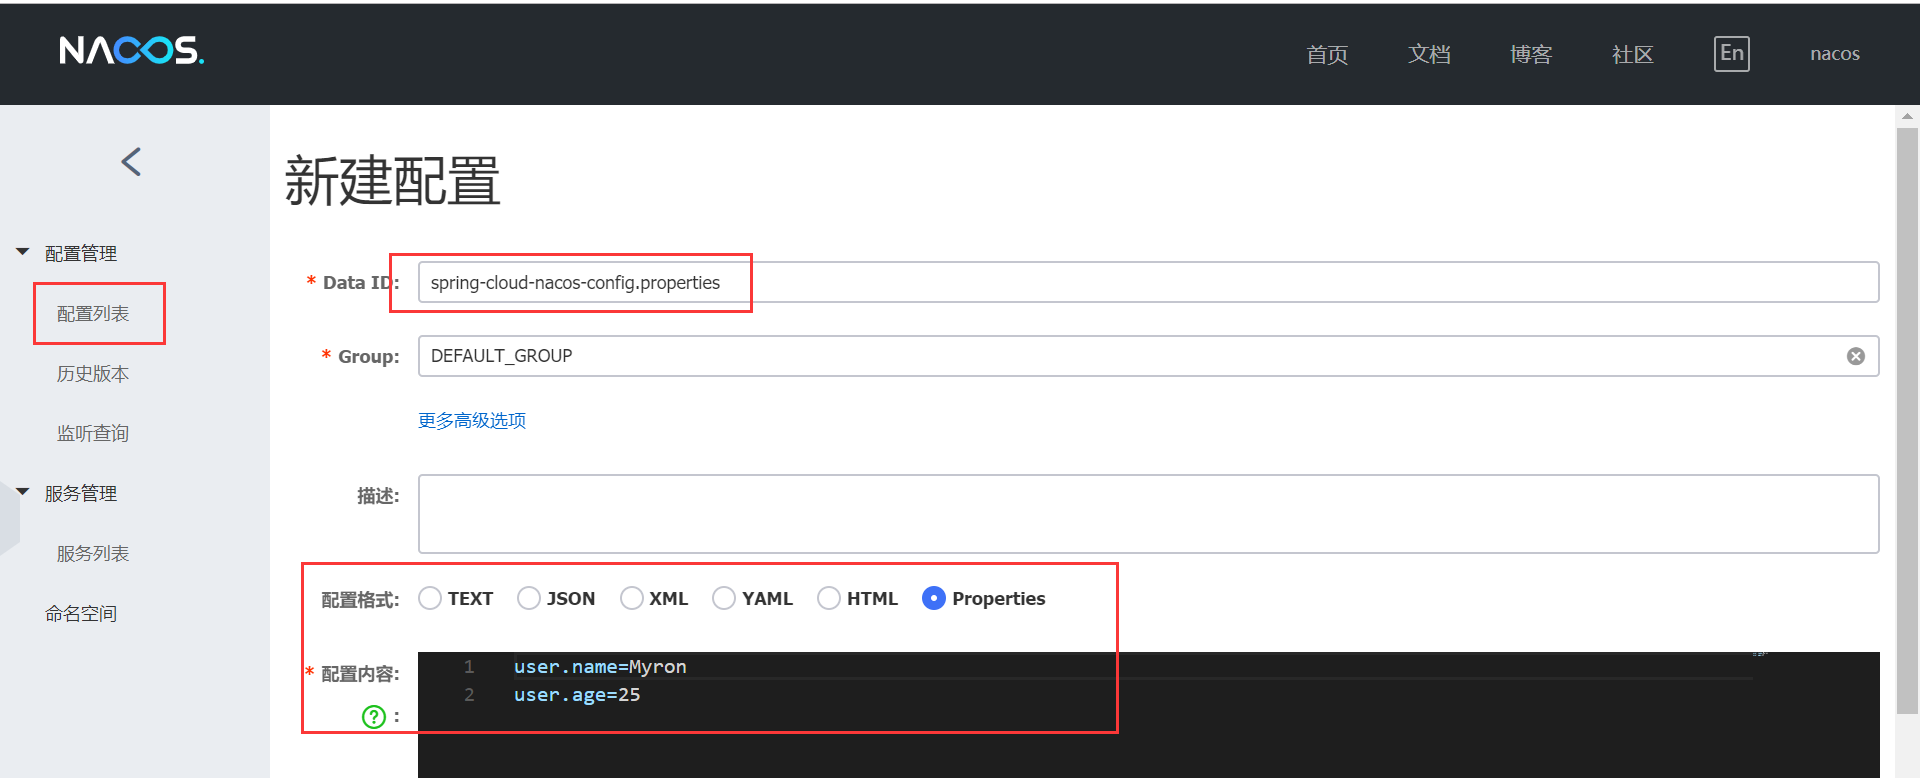 NACOS.
首页 文档 博客 社区 En nacos
新建配置
配置管理
配置列表
历史版本
监听查询
服务管理
服务列表
命名空间
* Data ID: spring-cloud-nacos-config.properties
* Group: DEFAULT_GROUP
更多高级选项
描述:
配置格式: TEXT JSON XML YAML HTML Properties
* 配置内容:
? :
1 user.name=Myron
2 user.age=25